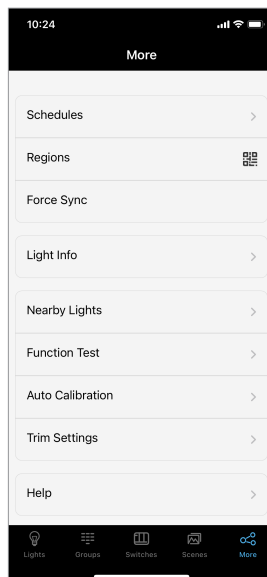 10:24
More
Schedules
Regions
Force Sync
Light Info
Nearby Lights
Function Test
Auto Calibration
Trim Settings
Help
Lights Groups Switches Scenes More